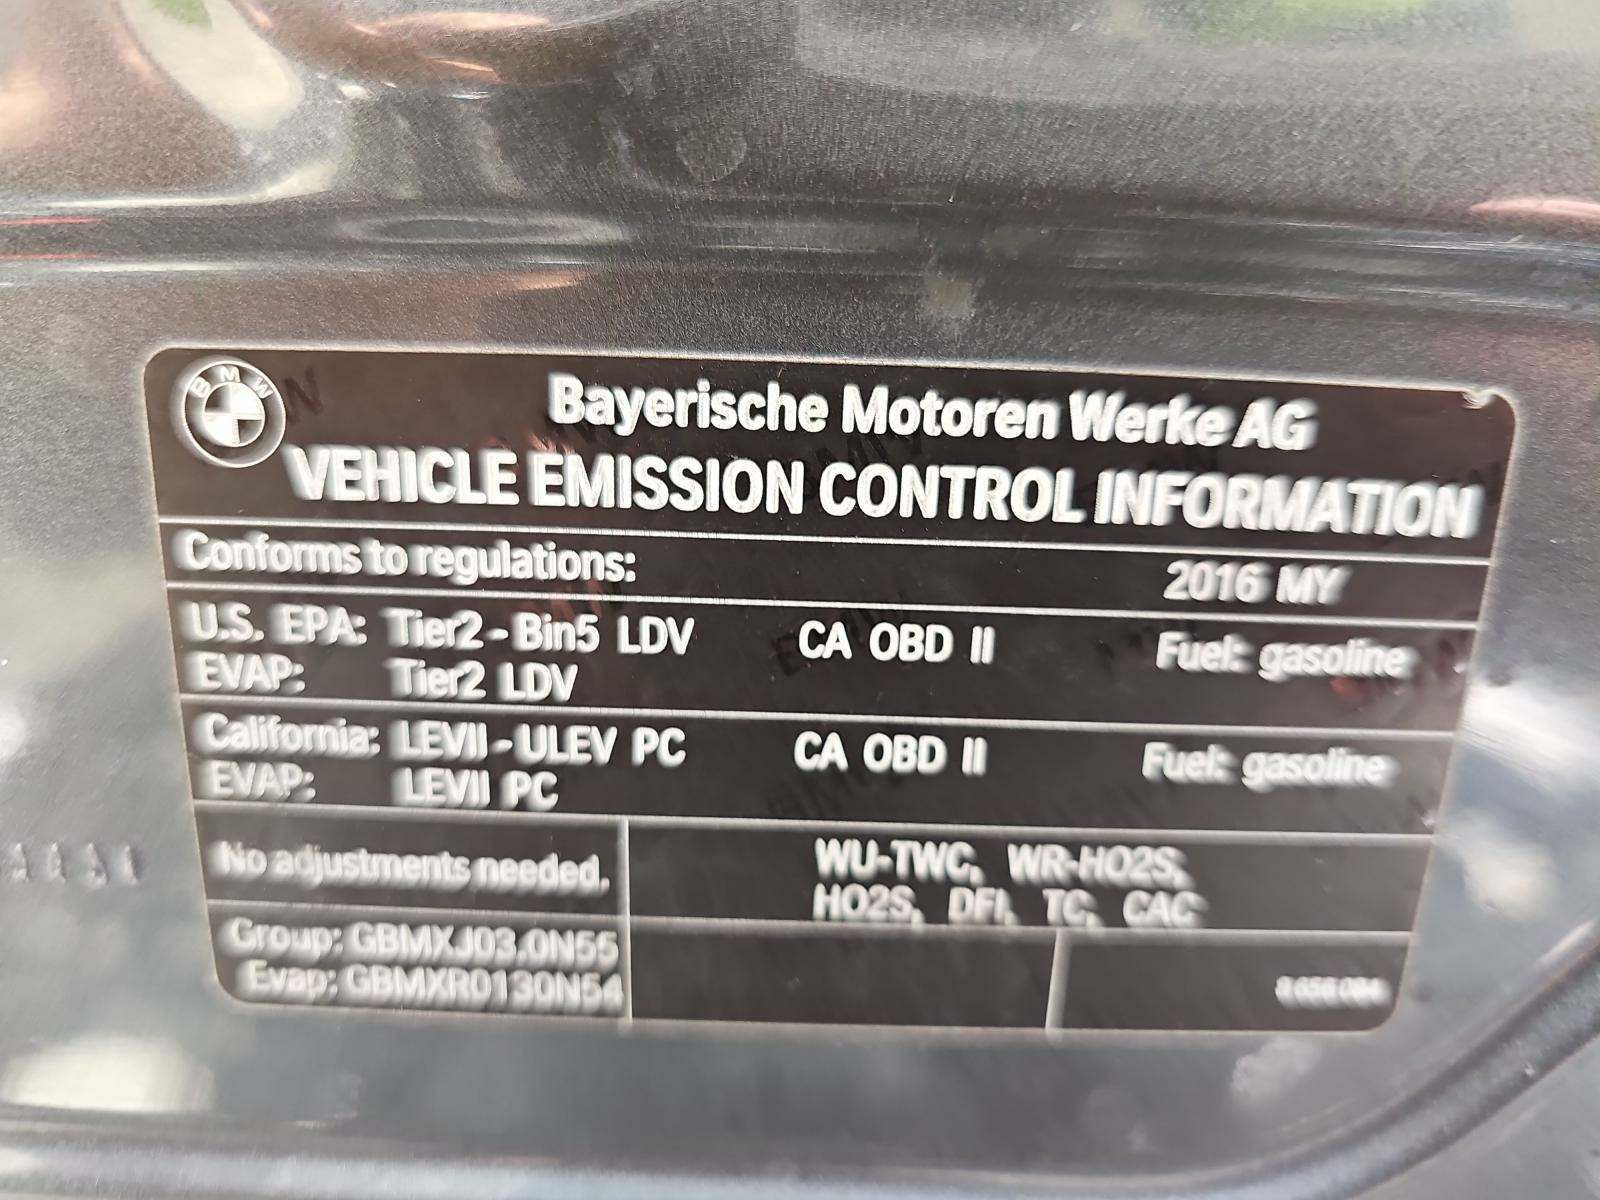 BMW
Bayerische Motoren Werke AG
VEHICLE EMISSION CONTROL INFORMATION
Conforms to regulations: 2016 MY
U.S. EPA: Tier2-Bin5 LDV CA OBD II Fuel: gasoline
EVAP: Tier2 LDV
California: LEVII-ULEV PC CA OBD II Fuel: gasoline
EVAP: LEVII PC
No adjustments needed.
WU-TWC, WR-HO2S,
HO2S, DFI, TC, CAC
Group: GBMXJ03.0N55
Evap: GBMXR0130N54